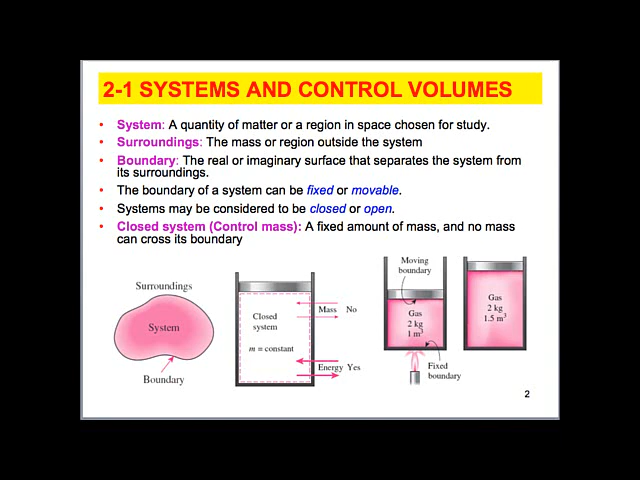 2-1 SYSTEMS AND CONTROL VOLUMES
• System: A quantity of matter or a region in space chosen for study.
• Surroundings: The mass or region outside the system
• Boundary: The real or imaginary surface that separates the system from
its surroundings.
• The boundary of a system can be fixed or movable.
• Systems may be considered to be closed or open.
• Closed system (Control mass): A fixed amount of mass, and no mass
can cross its boundary
Surroundings
System
Boundary
Closed
system
m = constant
Mass No
Energy Yes
Moving
boundary
Gas
2 kg
1 m³
Fixed
boundary
Gas
2 kg
1.5 m³
2